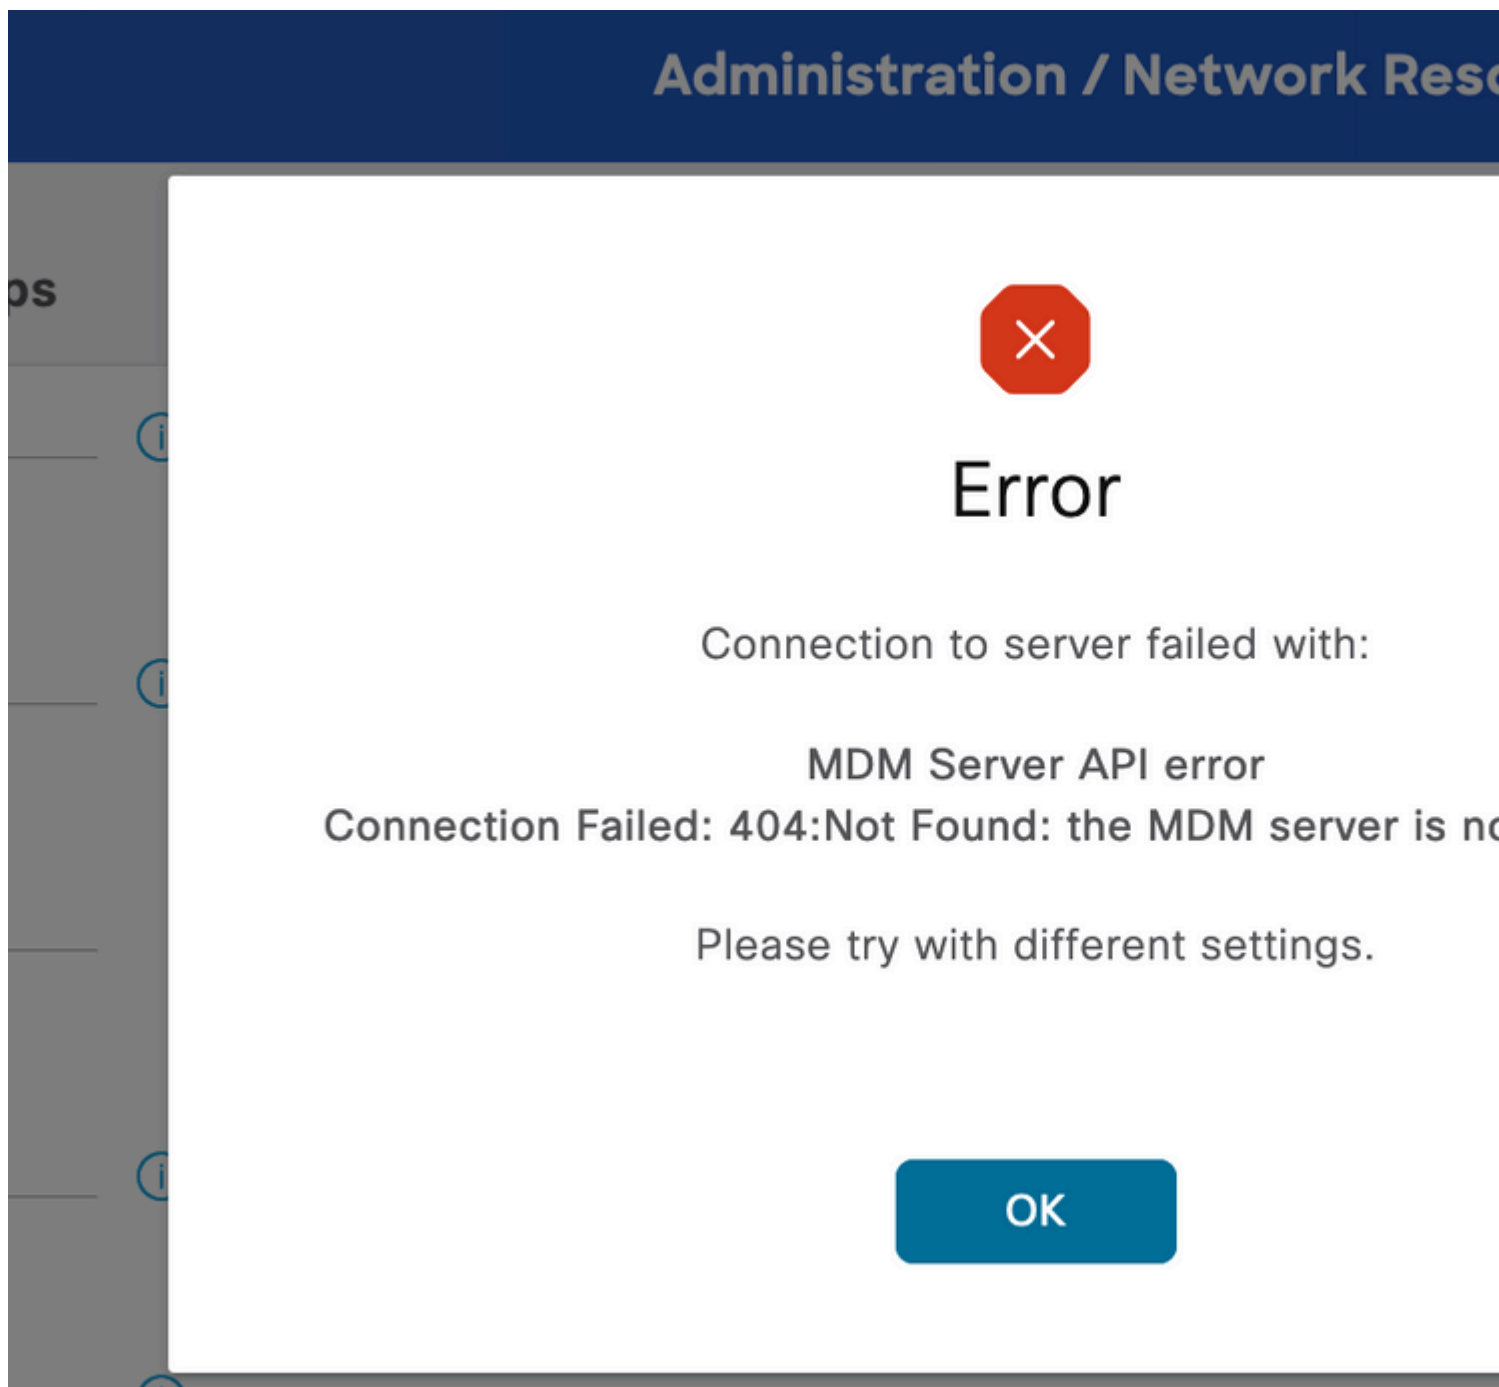 Administration / Network
Error
Connection to server failed with:
MDM Server API error
Connection Failed: 404:Not Found: the MDM server is
Please try with different settings.
OK